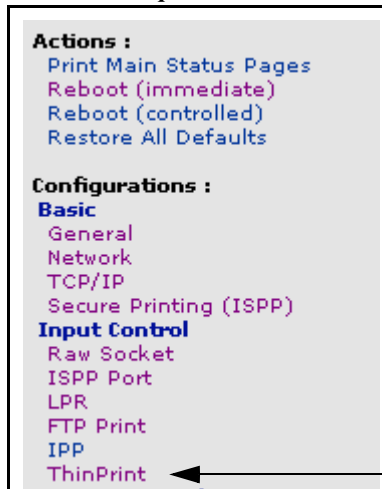 Actions :
Print Main Status Pages
Reboot (immediate)
Reboot (controlled)
Restore All Defaults
Configurations :
Basic
General
Network
TCP/IP
Secure Printing (ISPP)
Input Control
Raw Socket
ISPP Port
LPR
FTP Print
IPP
ThinPrint